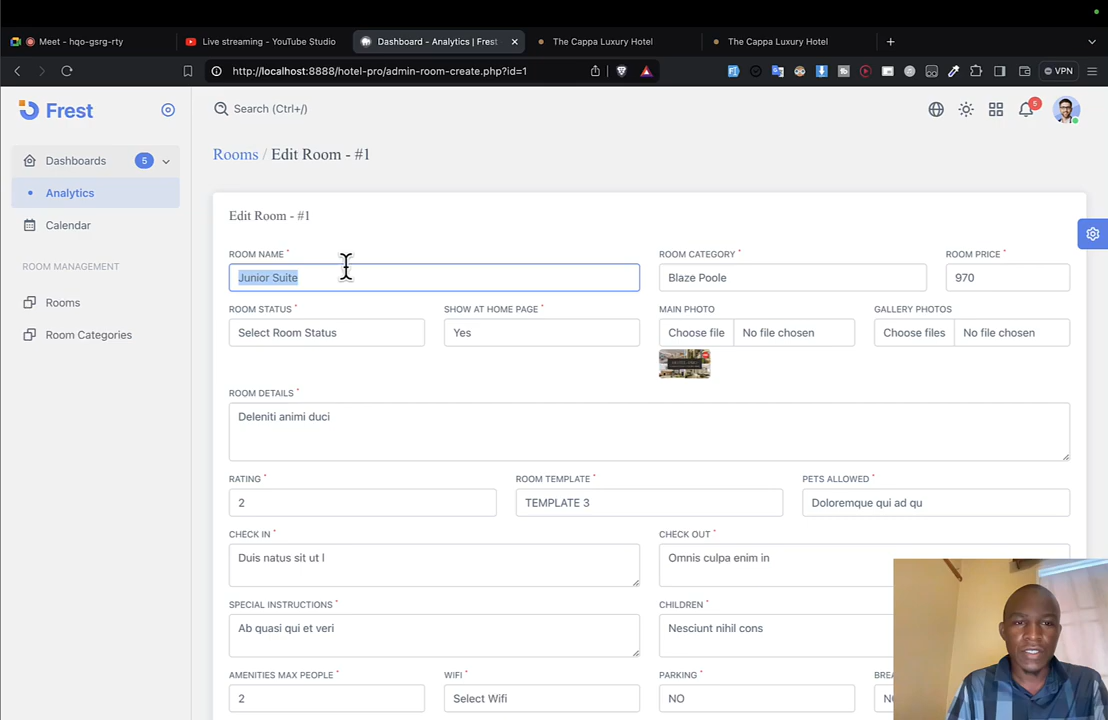 Meet - hqo-gsrg-rty
Live streaming - YouTube Studio
Dashboard - Analytics | Frest
The Cappa Luxury Hotel
The Cappa Luxury Hotel
http://localhost:8888/hotel-pro/admin-room-create.php?id=1
VPN
Frest
Search (Ctrl+/)
5
Dashboards
5
Analytics
Calendar
ROOM MANAGEMENT
Rooms
Room Categories
Rooms / Edit Room - #1
Edit Room - #1
ROOM NAME *
ROOM CATEGORY *
ROOM PRICE *
Junior Suite
Blaze Poole
970
ROOM STATUS *
SHOW AT HOME PAGE *
MAIN PHOTO
GALLERY PHOTOS
Select Room Status
Yes
Choose file
No file chosen
Choose files
No file chosen
ROOM DETAILS *
Deleniti animi duci
RATING *
ROOM TEMPLATE *
PETS ALLOWED *
2
TEMPLATE 3
Doloremque qui ad qu
CHECK IN *
CHECK OUT *
Duis natus sit ut l
Omnis culpa enim in
SPECIAL INSTRUCTIONS *
CHILDREN *
Ab quasi qui et veri
Nesciunt nihil cons
AMENITIES MAX PEOPLE *
WIFI *
PARKING *
2
Select Wifi
NO